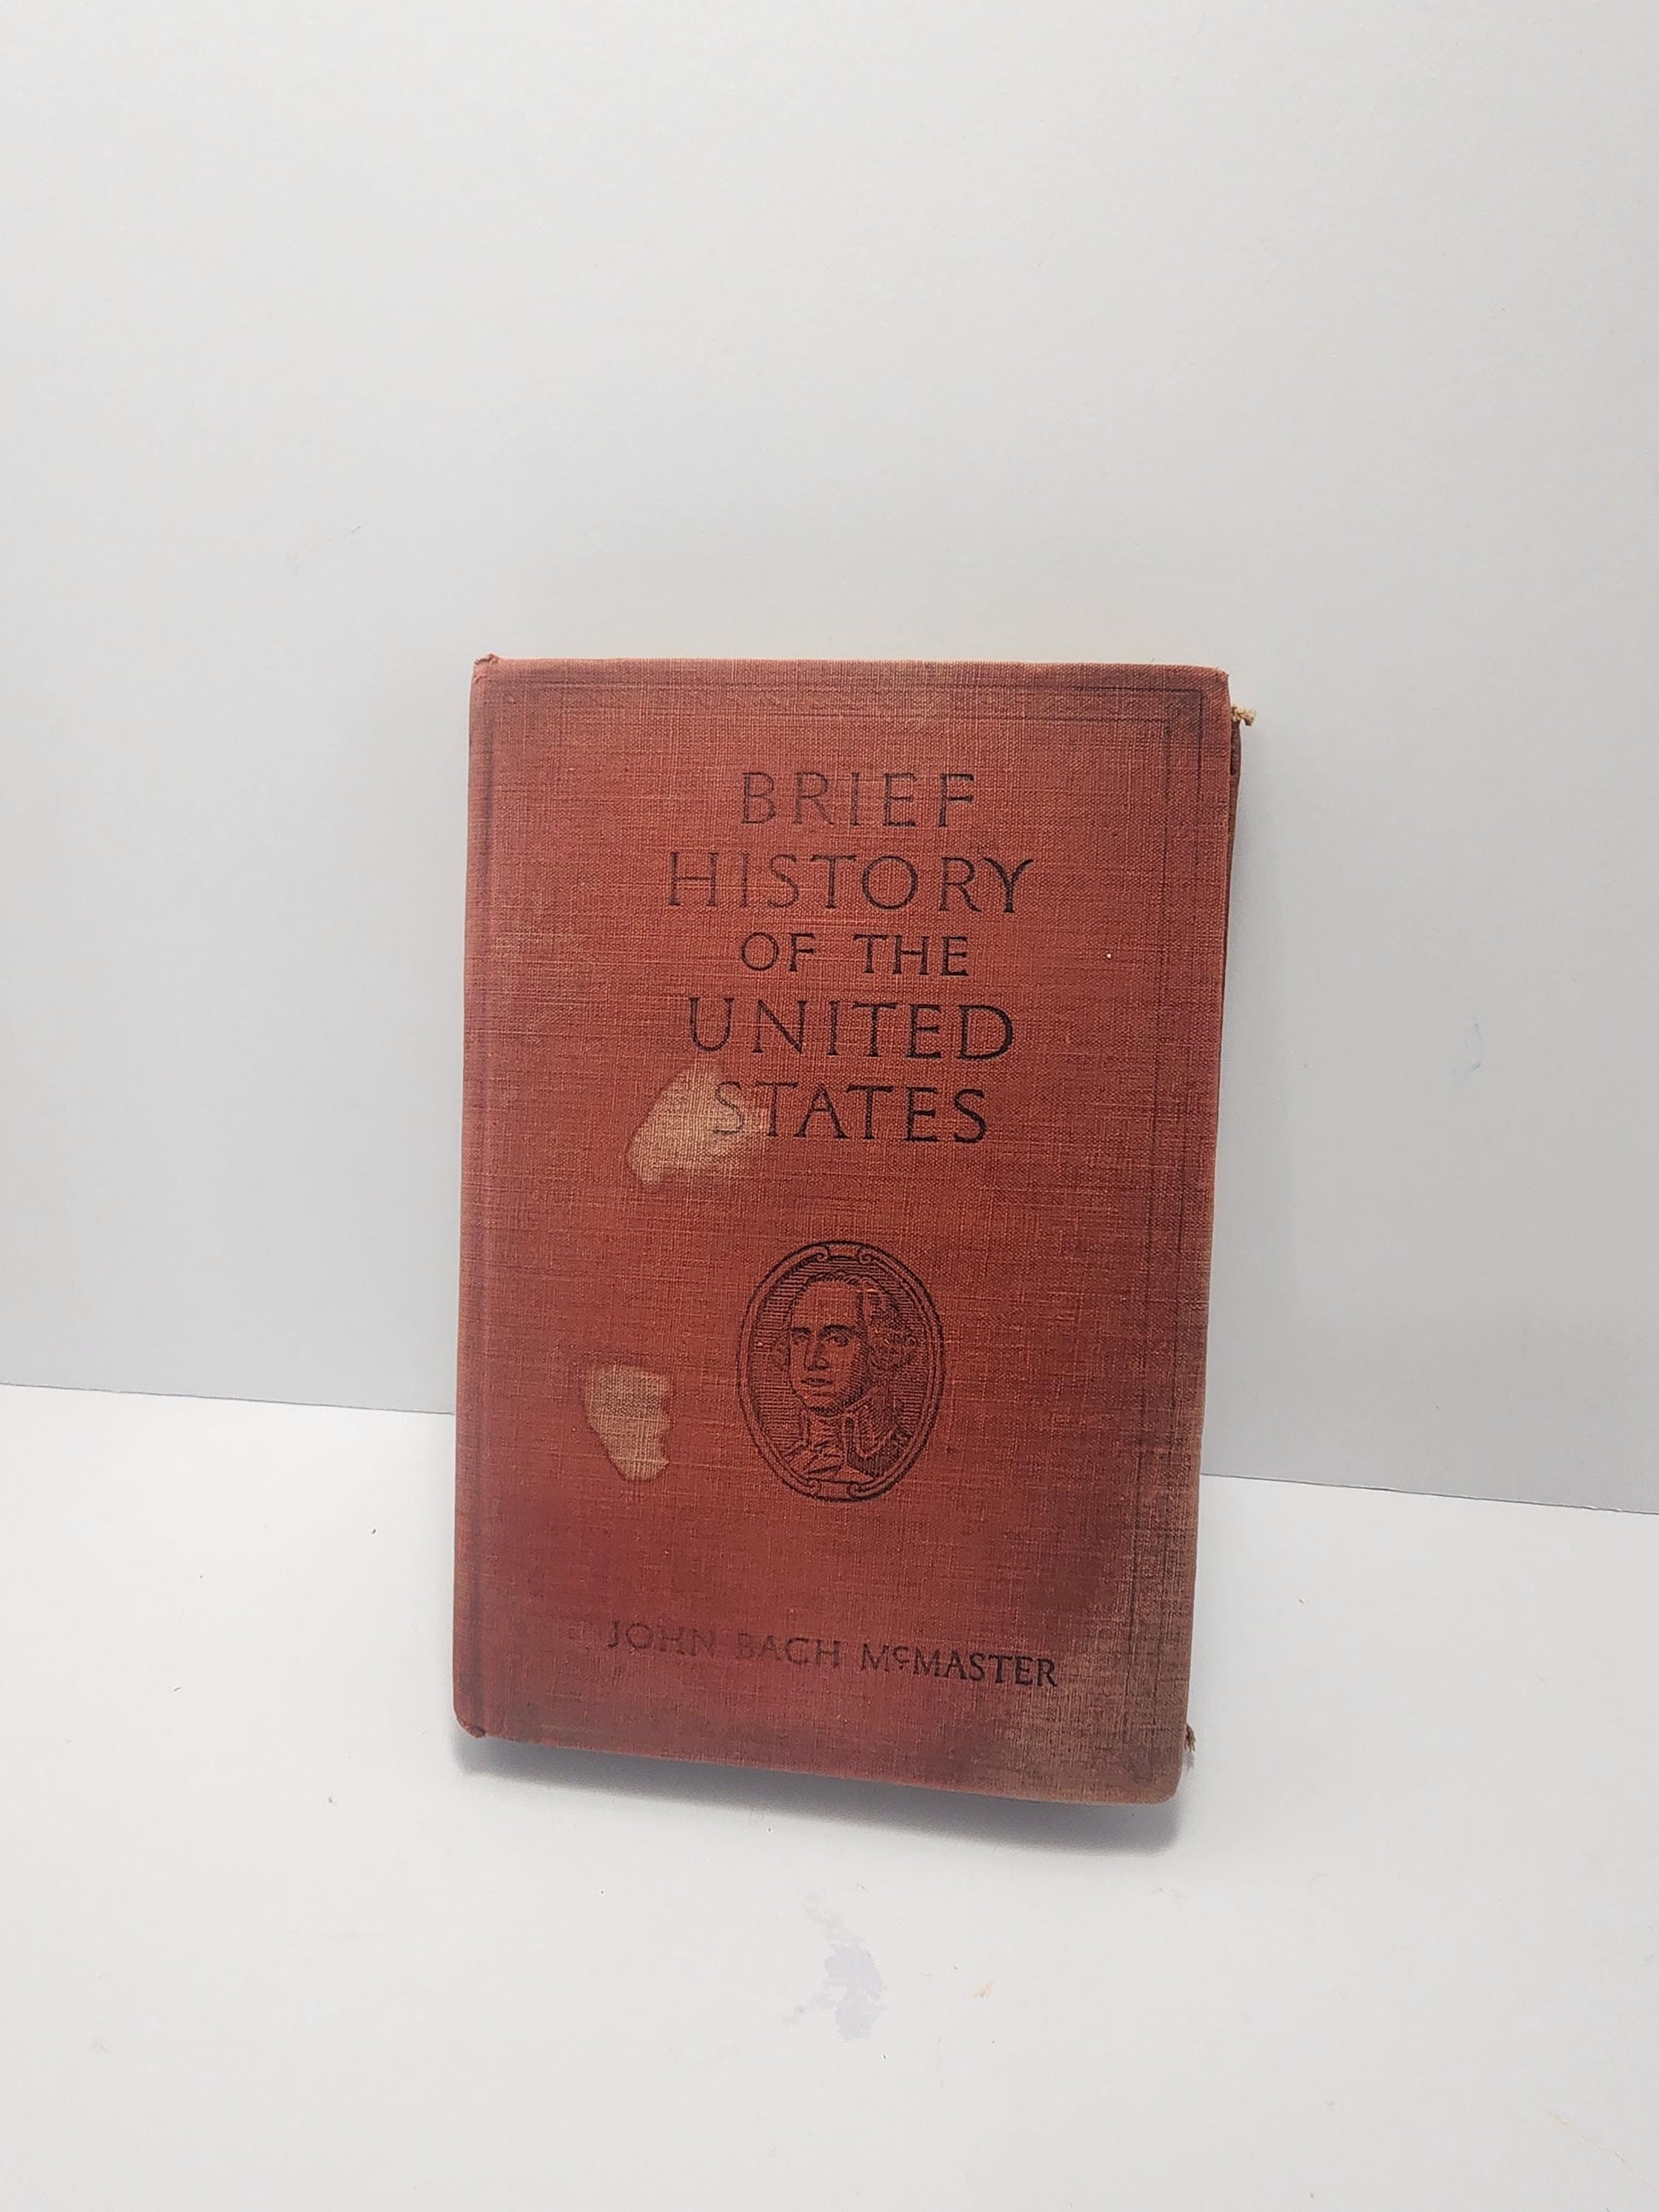 BRIEF
HISTORY
OF THE
UNITED
STATES
JOHN BACH McMASTER